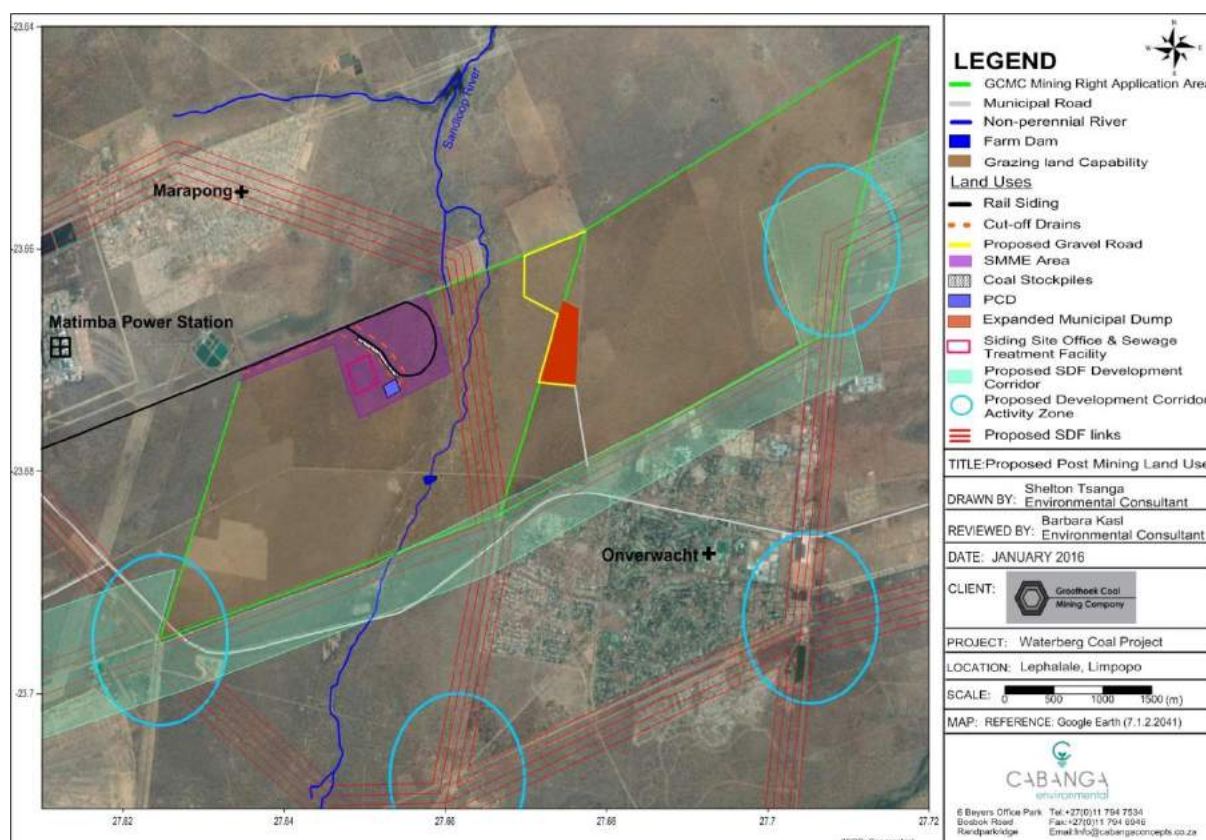 -23.64
-23.65
-23.68
-23.7
27.62
27.64
27.66
27.68
27.7
27.72
Sandloop River
Marapong
Matimba Power Station
Onverwacht
N
W
E
S
LEGEND
GCMC Mining Right Application Area
Municipal Road
Non-perennial River
Farm Dam
Grazing land Capability
Land Uses
Rail Siding
Cut-off Drains
Proposed Gravel Road
SMME Area
Coal Stockpiles
PCD
Expanded Municipal Dump
Siding Site Office & Sewage
Treatment Facility
Proposed SDF Development
Corridor
Proposed Development Corridor
Activity Zone
Proposed SDF links
TITLE: Proposed Post Mining Land Use
DRAWN BY: Shelton Tsanga
Environmental Consultant
REVIEWED BY: Barbara Kasl
Environmental Consultant
DATE: JANUARY 2016
CLIENT:
Groothoek Coal
Mining Company
PROJECT: Waterberg Coal Project
LOCATION: Lephalale, Limpopo
SCALE:
0 500 1000 1500 (m)
MAP: REFERENCE: Google Earth (7.1.2.2041)
CABANGA
environmental
6 Beyers Office Park Tel:+27(0)11 794 7534
Bosbok Road Fax:+27(0)11 794 6946
Randparkridge Email:info@cabangaconcepts.co.za